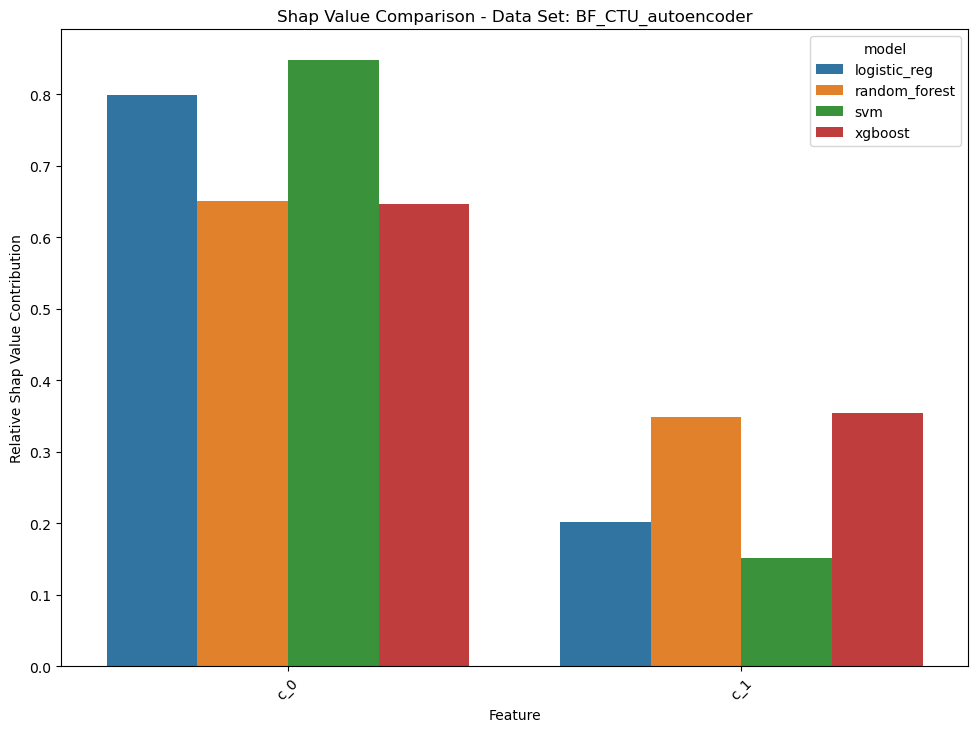 Shap Value Comparison - Data Set: BF_CTU_autoencoder
model
logistic_reg
random_forest
svm
xgboost
Relative Shap Value Contribution
0.8
0.7
0.6
0.5
0.4
0.3
0.2
0.1
0.0
c_0
c_1
Feature